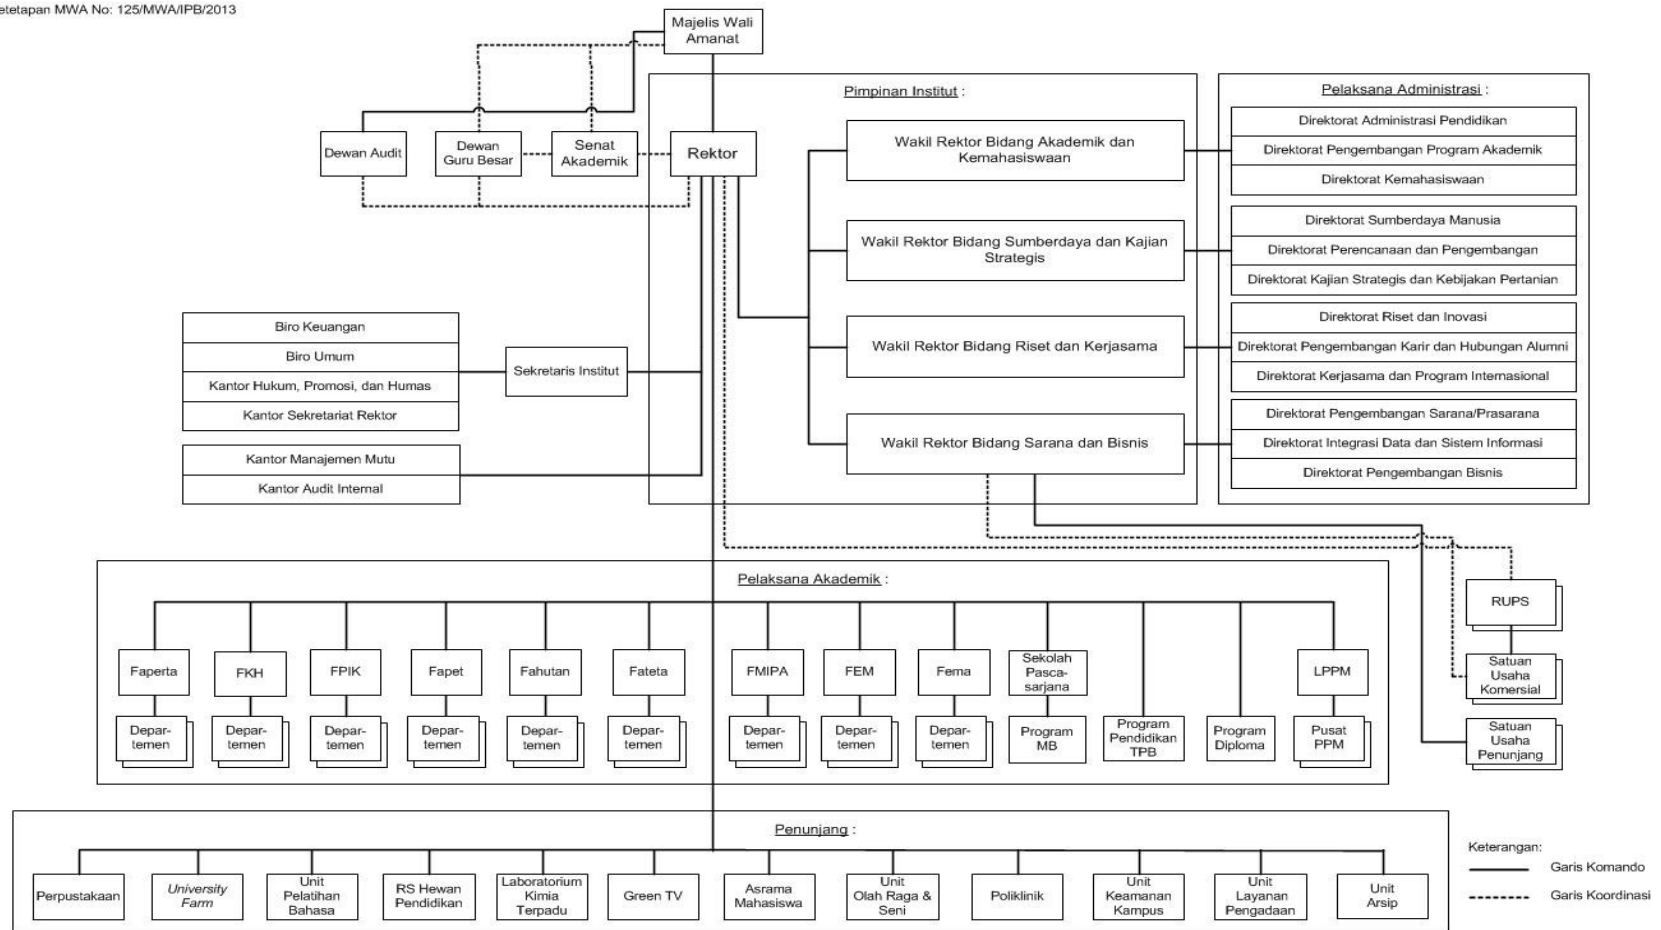 etetapan MWA No: 125/MWA/IPB/2013
Majelis Wali
Amanat
Pimpinan Institut :
Pelaksana Administrasi :
Dewan Audit
Dewan
Guru Besar
Senat
Akademik
Rektor
Wakil Rektor Bidang Akademik dan
Kemahasiswaan
Direktorat Administrasi Pendidikan
Direktorat Pengembangan Program Akademik
Direktorat Kemahasiswaan
Wakil Rektor Bidang Sumberdaya dan Kajian
Strategis
Direktorat Sumberdaya Manusia
Direktorat Perencanaan dan Pengembangan
Direktorat Kajian Strategis dan Kebijakan Pertanian
Wakil Rektor Bidang Riset dan Kerjasama
Direktorat Riset dan Inovasi
Direktorat Pengembangan Karir dan Hubungan Alumni
Direktorat Kerjasama dan Program Internasional
Wakil Rektor Bidang Sarana dan Bisnis
Direktorat Pengembangan Sarana/Prasarana
Direktorat Integrasi Data dan Sistem Informasi
Direktorat Pengembangan Bisnis
Biro Keuangan
Biro Umum
Kantor Hukum, Promosi, dan Humas
Kantor Sekretariat Rektor
Sekretaris Institut
Kantor Manajemen Mutu
Kantor Audit Internal
Pelaksana Akademik :
Faperta
FKH
FPIK
Fapet
Fahutan
Fateta
FMIPA
FEM
Fema
Sekolah
Pasca-
sarjana
LPPM
Depar-
temen
Depar-
temen
Depar-
temen
Depar-
temen
Depar-
temen
Depar-
temen
Depar-
temen
Depar-
temen
Depar-
temen
Program
MB
Program
Pendidikan
TPB
Program
Diploma
Pusat
PPM
RUPS
Satuan
Usaha
Komersial
Satuan
Usaha
Penunjang
Penunjang :
Perpustakaan
University
Farm
Unit
Pelatihan
Bahasa
RS Hewan
Pendidikan
Laboratorium
Kimia
Terpadu
Green TV
Asrama
Mahasiswa
Unit
Olah Raga &
Seni
Poliklinik
Unit
Keamanan
Kampus
Unit
Layanan
Pengadaan
Unit
Arsip
Keterangan:
Garis Komando
Garis Koordinasi